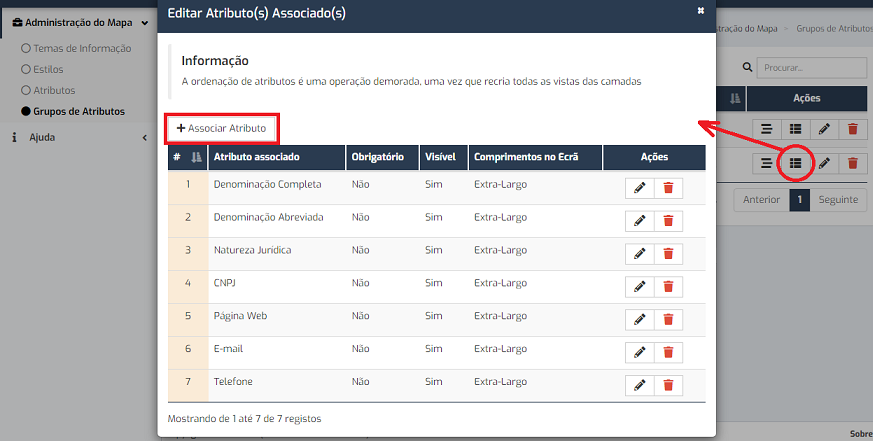 Administração do Mapa
Temas de Informação
Estilos
Atributos
Grupos de Atributos
Ajuda
Editar Atributo(s) Associado(s)
Informação
A ordenação de atributos é uma operação demorada, uma vez que recria todas as vistas das camadas
Associar Atributo
# Atributo associado Obrigatório Visível Comprimentos no Ecrã Ações
1 Denominação Completa Não Sim Extra-Largo
2 Denominação Abreviada Não Sim Extra-Largo
3 Natureza Jurídica Não Sim Extra-Largo
4 CNPJ Não Sim Extra-Largo
5 Página Web Não Sim Extra-Largo
6 E-mail Não Sim Extra-Largo
7 Telefone Não Sim Extra-Largo
Mostrando de 1 até 7 de 7 registos
do Mapa Grupos de Atributos
Procurar...
Ações
Anterior 1 Seguinte
Sobre